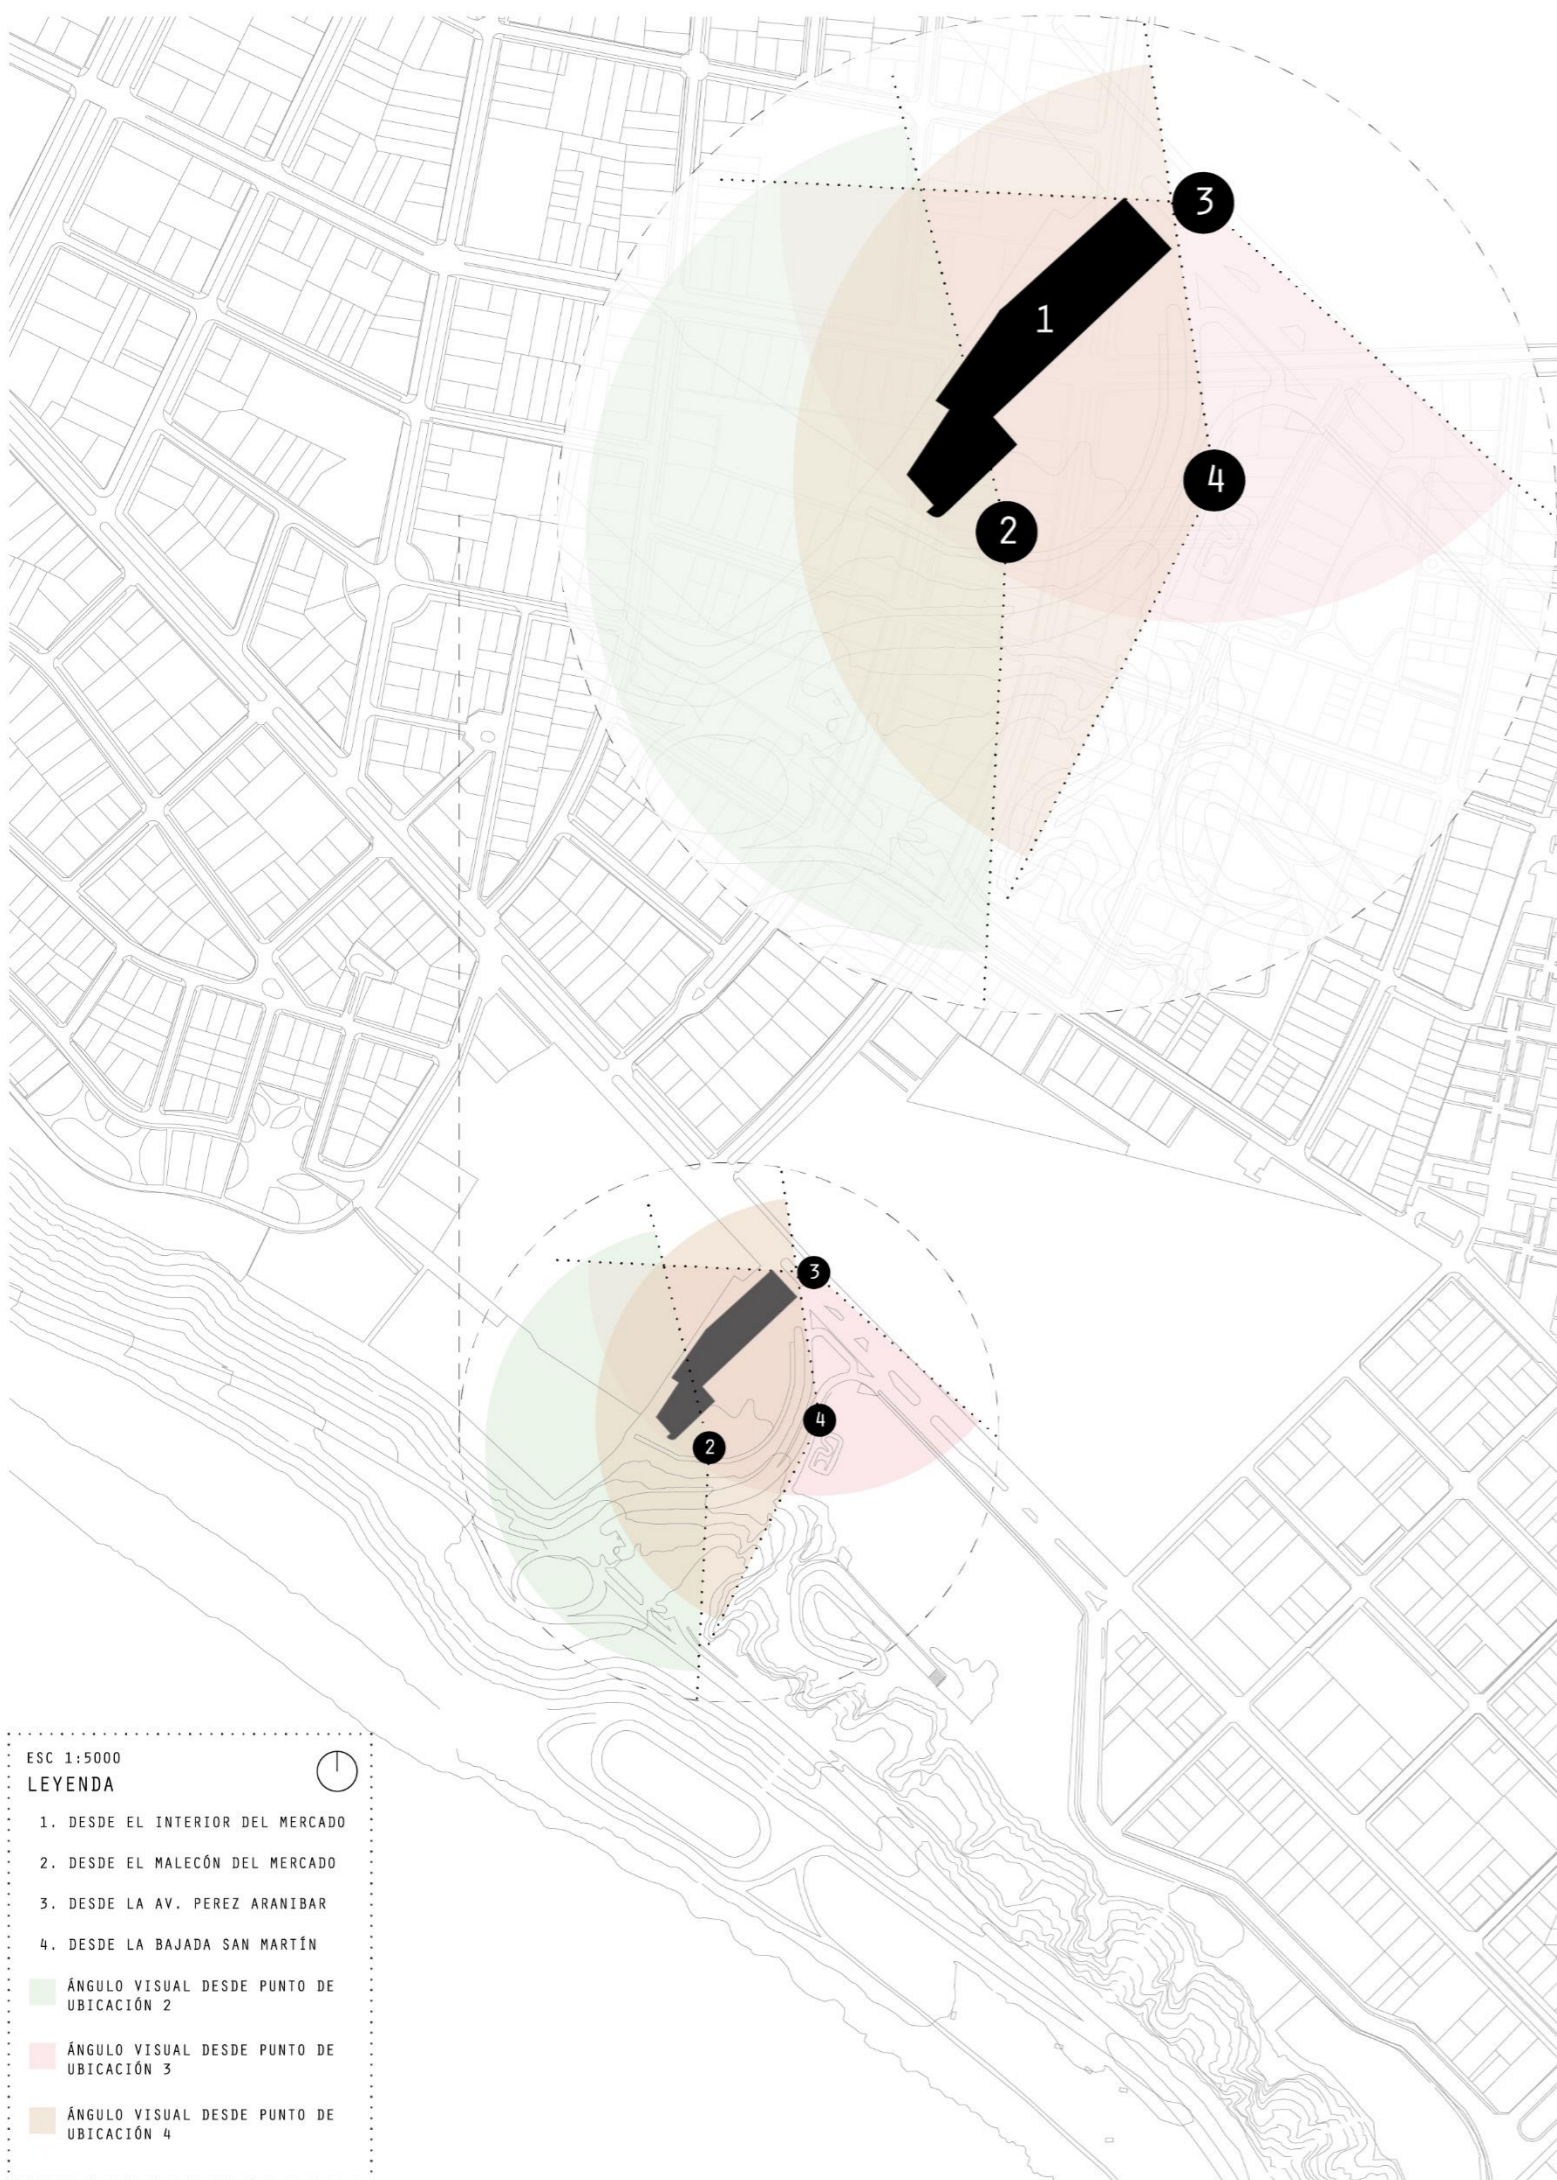 3
1
4
2
3
4
2
ESC 1:5000
LEYENDA
1. DESDE EL INTERIOR DEL MERCADO
2. DESDE EL MALECÓN DEL MERCADO
3. DESDE LA AV. PEREZ ARANIBAR
4. DESDE LA BAJADA SAN MARTÍN
ÁNGULO VISUAL DESDE PUNTO DE
UBICACIÓN 2
ÁNGULO VISUAL DESDE PUNTO DE
UBICACIÓN 3
ÁNGULO VISUAL DESDE PUNTO DE
UBICACIÓN 4